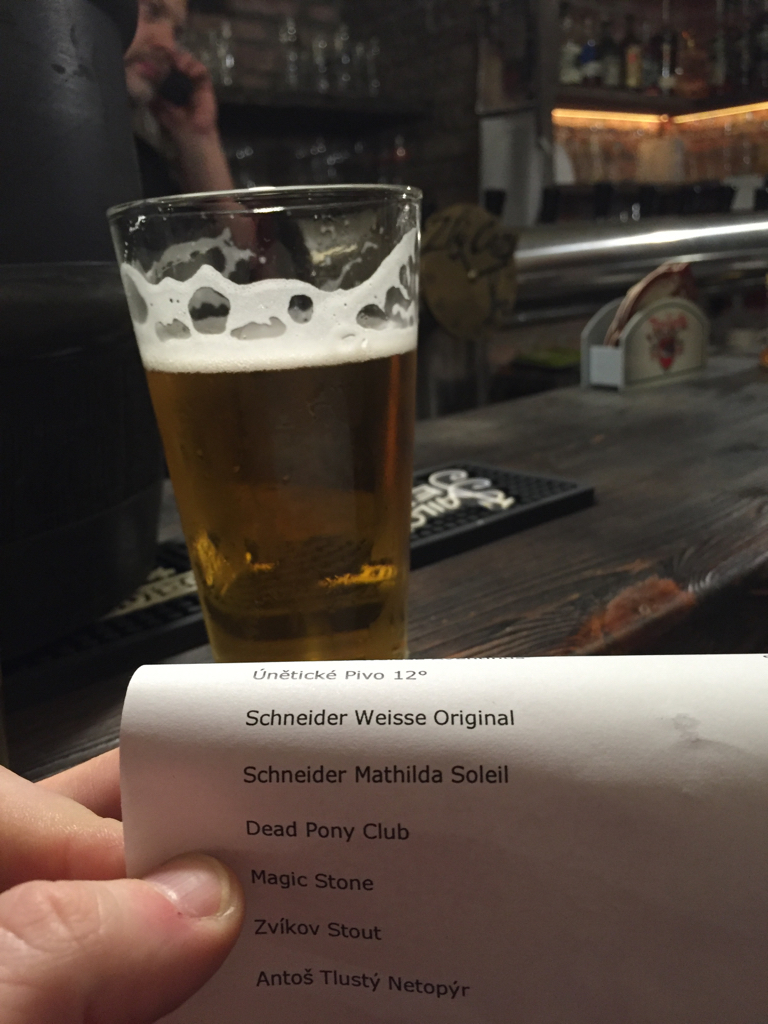 Únětické Pivo 12°
Schneider Weisse Original
Schneider Mathilda Soleil
Dead Pony Club
Magic Stone
Zvíkov Stout
Antoš Tlustý Netopýr